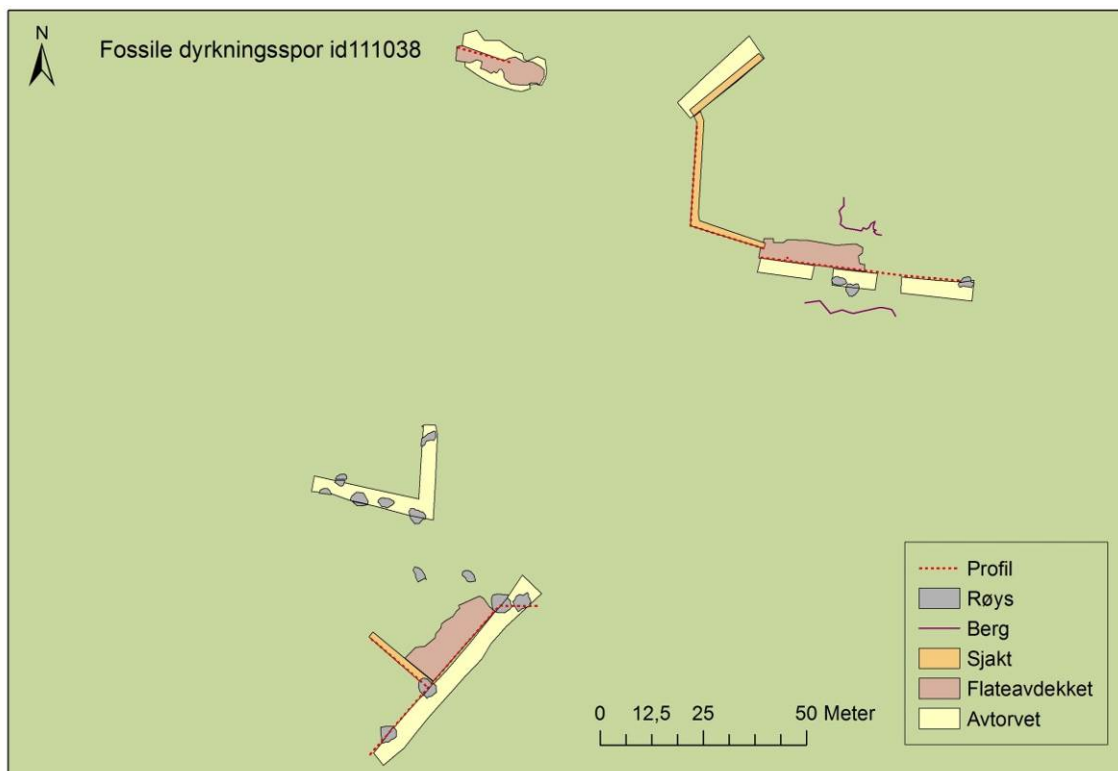 N
Fossile dyrkningsspor id111038
Profil
Røys
Berg
Sjakt
Flateavdekket
Avtorvet
0 12,5 25 50 Meter